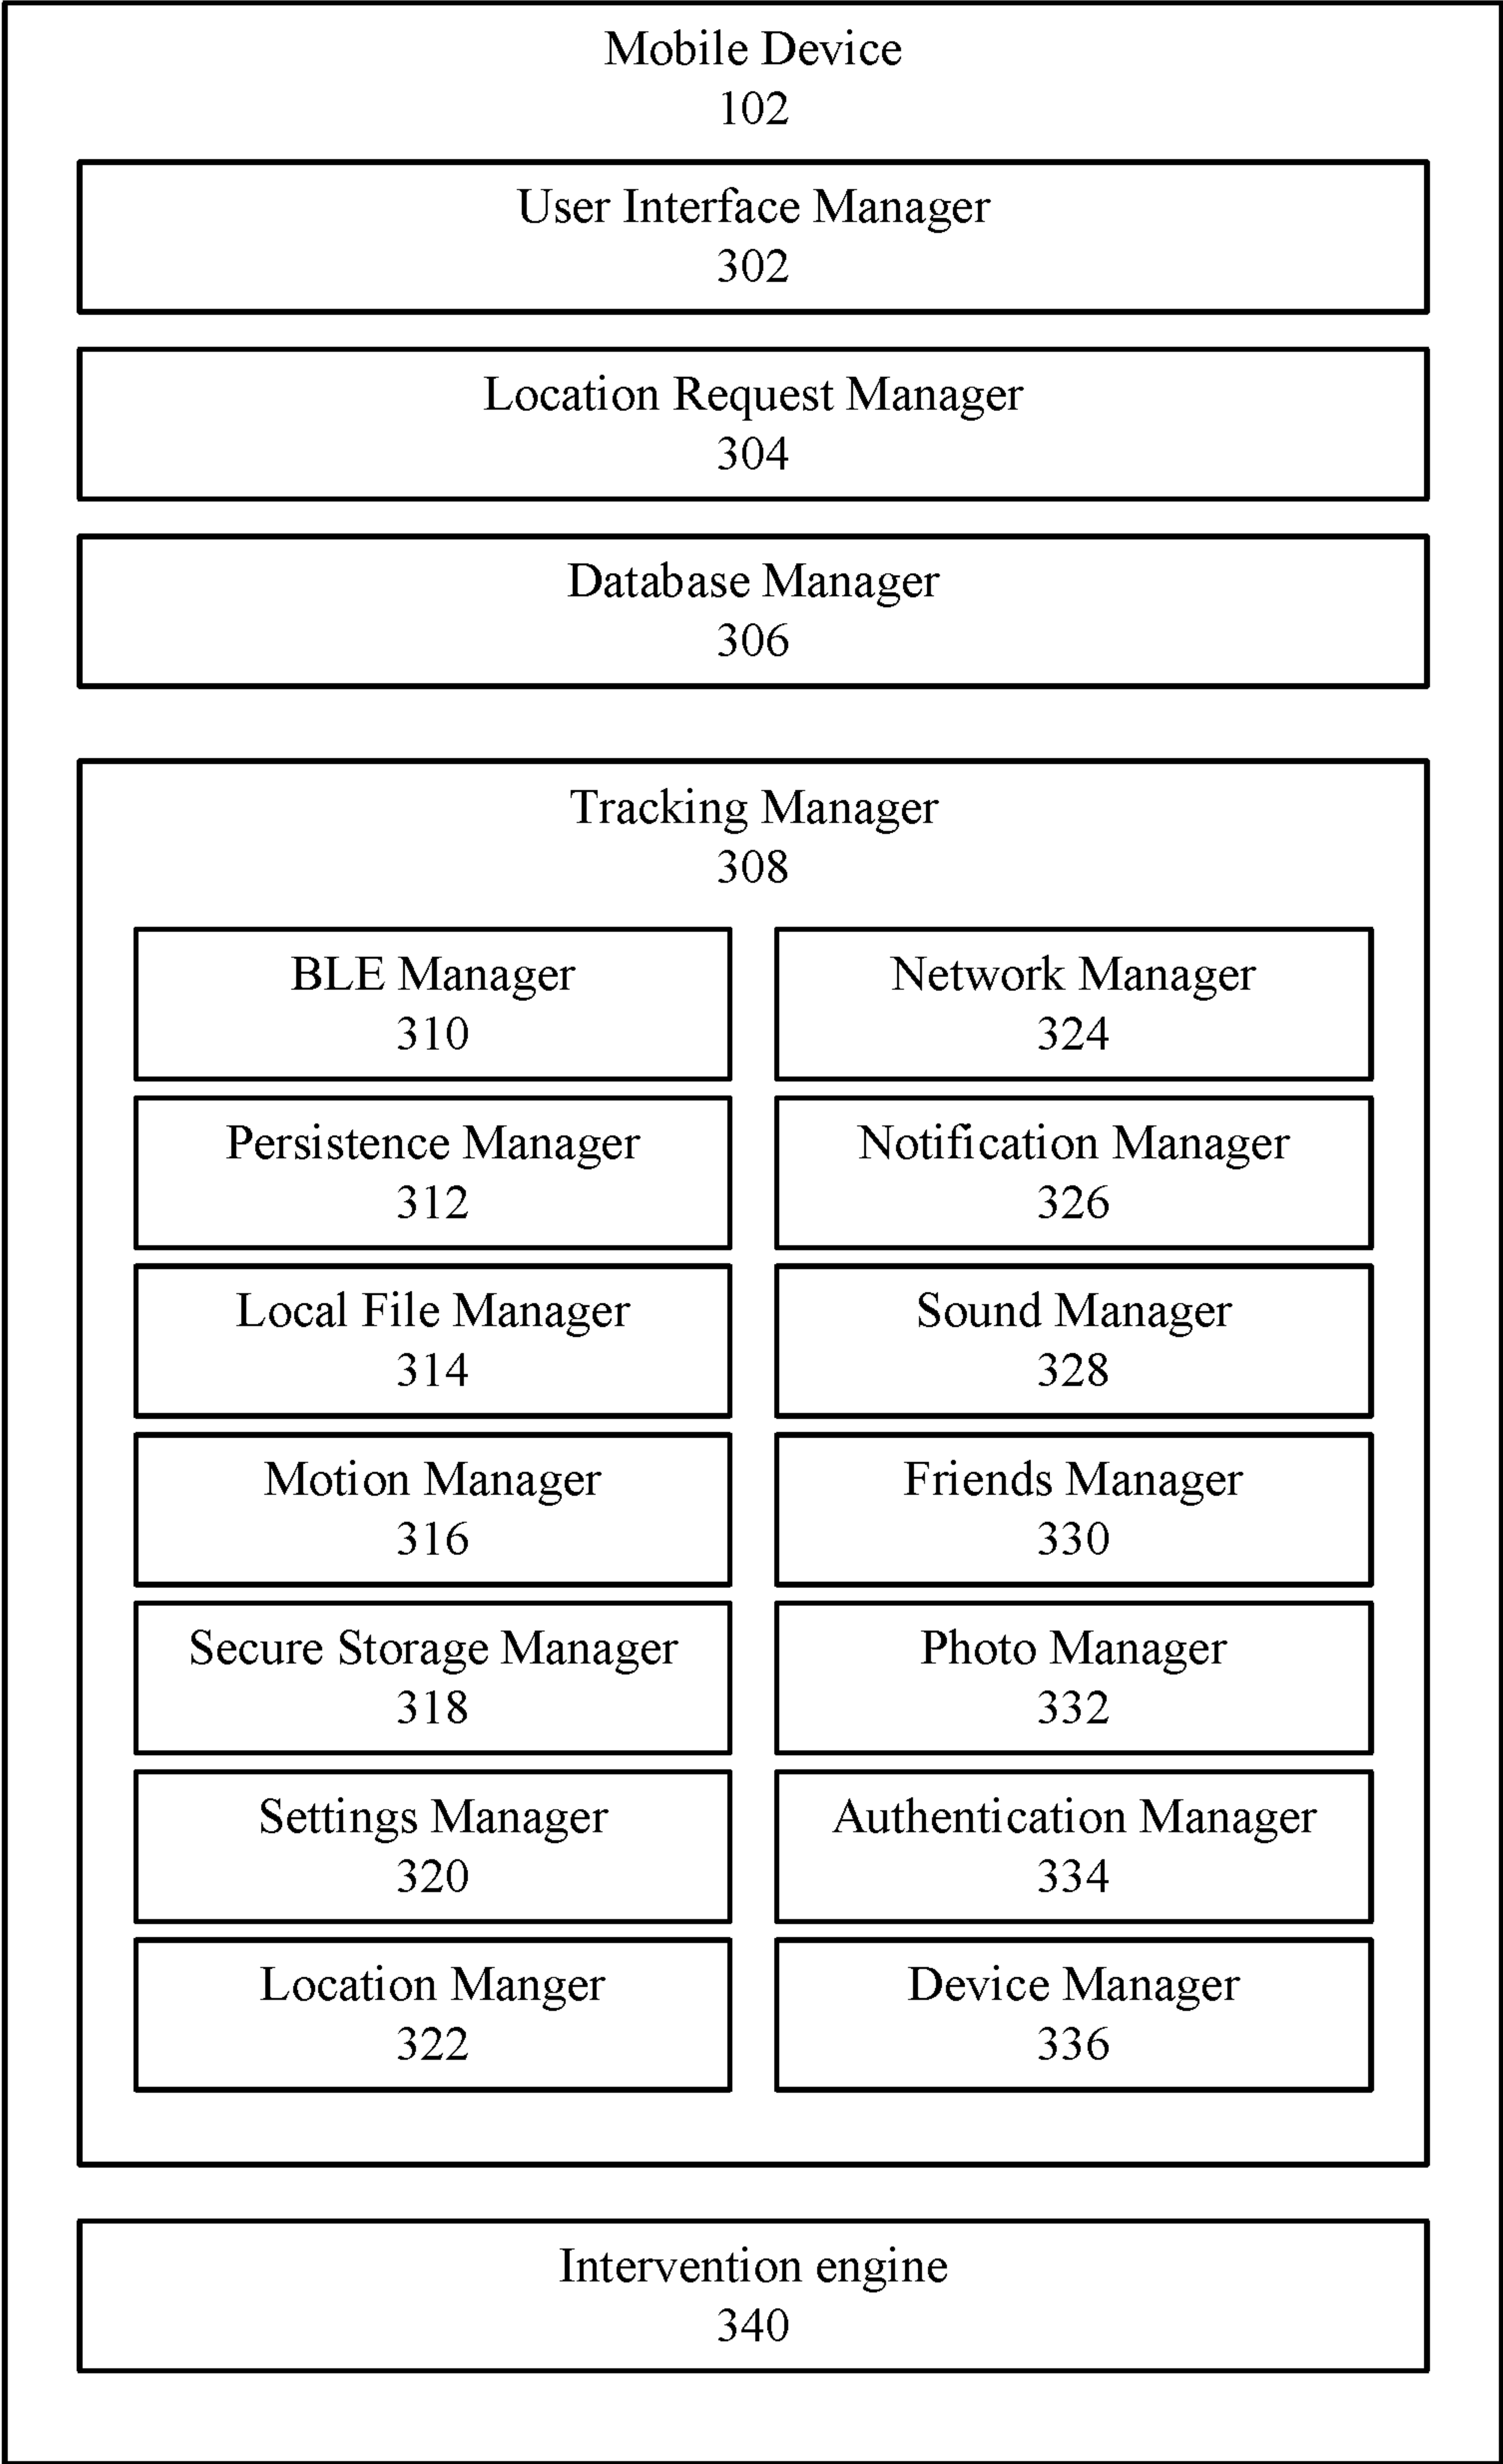 Mobile Device
102
User Interface Manager
302
Location Request Manager
304
Database Manager
306
Tracking Manager
308
BLE Manager
310
Network Manager
324
Persistence Manager
312
Notification Manager
326
Local File Manager
314
Sound Manager
328
Motion Manager
316
Friends Manager
330
Secure Storage Manager
318
Photo Manager
332
Settings Manager
320
Authentication Manager
334
Location Manger
322
Device Manager
336
Intervention engine
340